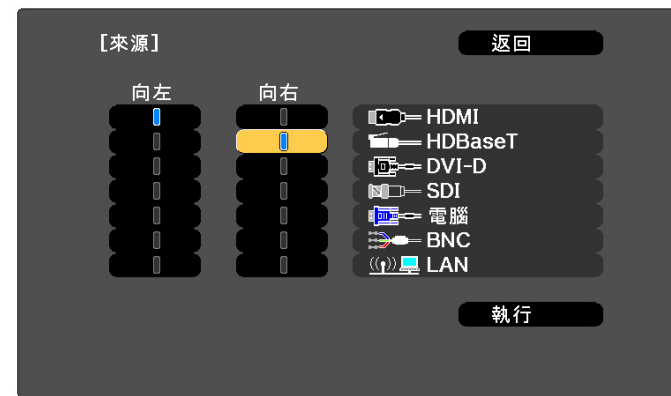 [來源]
返回
向左 向右
HDMI
HDBaseT
DVI-D
SDI
電腦
BNC
LAN
執行